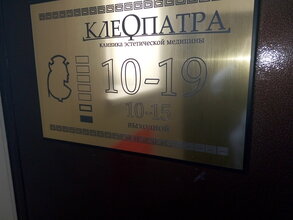 КЛЕОПАТРА
клиника эстетической медицины
10-19
10-15
выходной